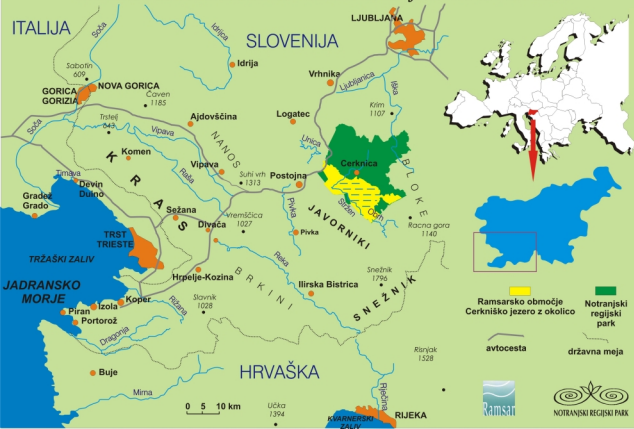 ITALIJA
SLOVENIJA
LJUBLJANA
Soča
Idrijca
Sabotin
609
Idrija
Vrhnika
Ljubljanica
Iška
GORICA
GORIZIA
NOVA GORICA
Čaven
1185
Krim
1107
Trstelj
643
Ajdovščina
Logatec
Soča
Vipava
NANOS
Unica
Komen
Vipava
Raša
Suhi vrh
1313
Postojna
Cerknica
BLOKE
Timava
Devin
Duino
KRAS
Gradež
Grado
Sežana
Divača
Vremščica
1027
Pivka
Pivka
JAVORNIKI
Stržen
Racna gora
1140
TRST
TRIESTE
TRŽAŠKI ZALIV
Reka
JADRANSKO
MORJE
Hrpelje-Kozina
BRKINI
Snežnik
1796
SNEŽNIK
Ilirska Bistrica
Koper
Izola
Piran
Portorož
Rižana
Slavnik
1028
Dragonja
Buje
Mirna
HRVAŠKA
Risnjak
1528
Rječina
0 5 10 km
Učka
1394
KVARNERSKI
ZALIV
RIJEKA
Ramsarsko območje
Cerkniško jezero z okolico
Notranjski
regijski
park
avtocesta
državna meja
Ramsar
NOTRANJSKI REGIJSKI PARK